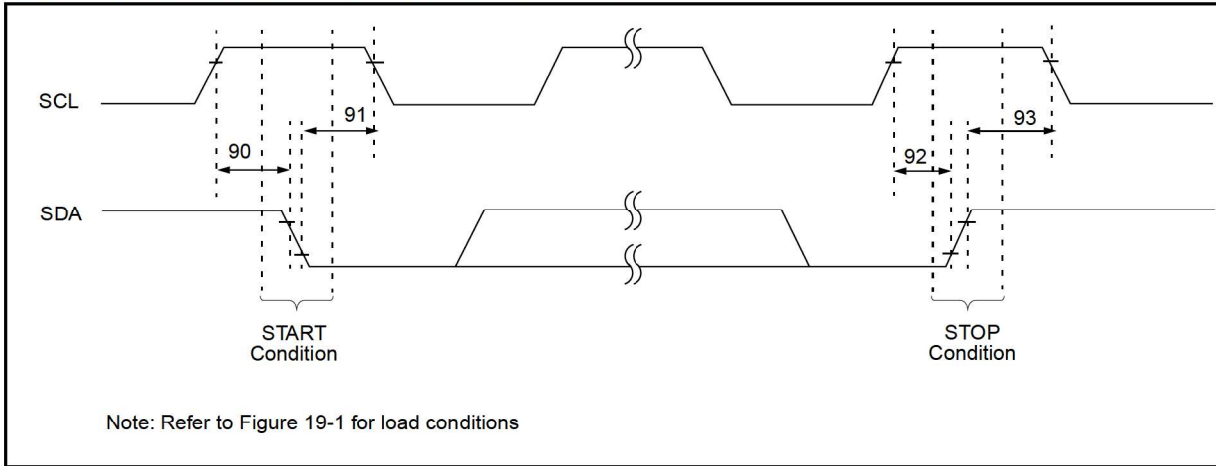 SCL
91
93
90
92
SDA
START
Condition
STOP
Condition
Note: Refer to Figure 19-1 for load conditions